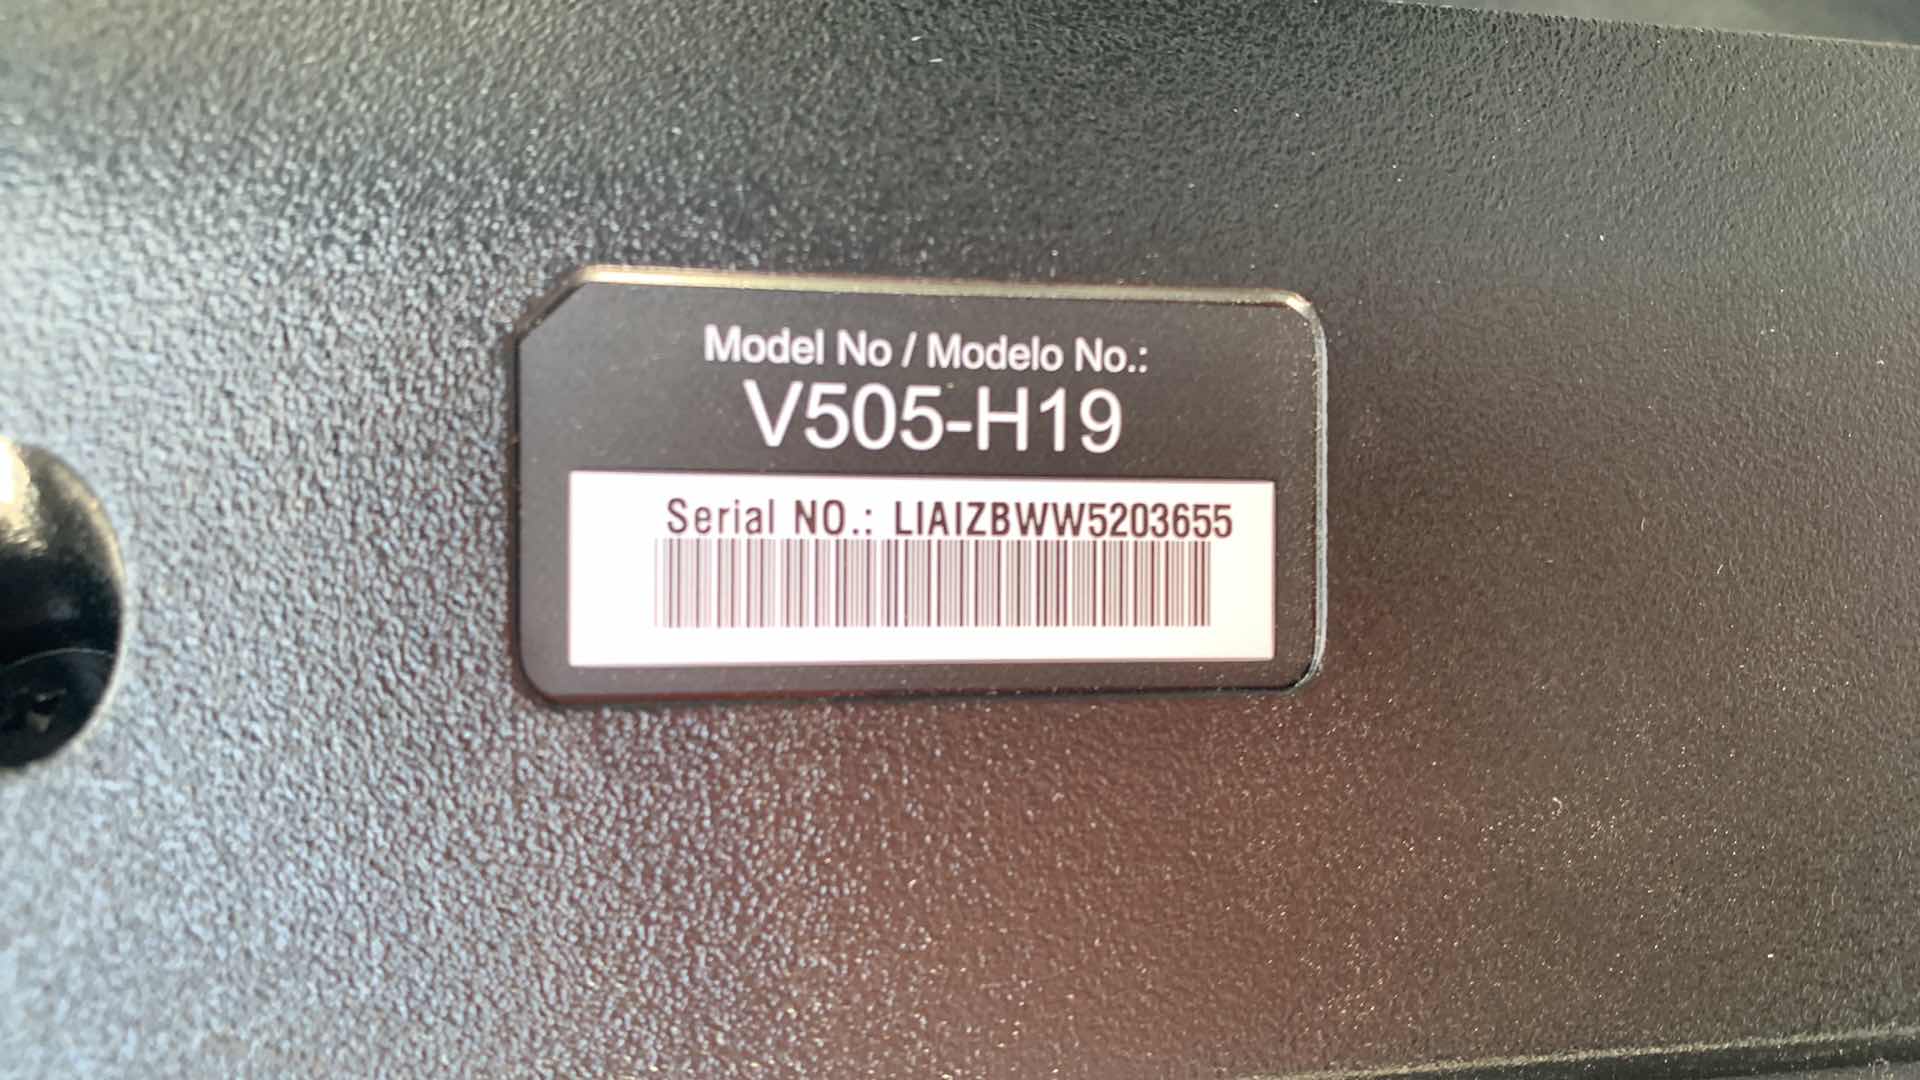 Model No / Modelo No.:
V505-H19
Serial NO.: LIAIZBWW5203655